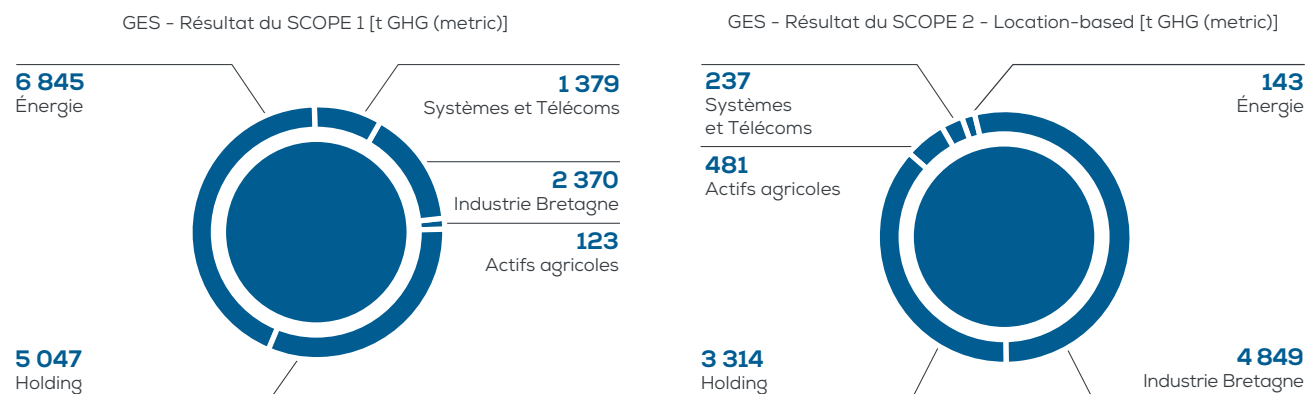 GES - Résultat du SCOPE 1 [t GHG (metric)]
6 845
Énergie
1 379
Systèmes et Télécoms
2 370
Industrie Bretagne
123
Actifs agricoles
5 047
Holding
GES - Résultat du SCOPE 2 - Location-based [t GHG (metric)]
237
Systèmes
et Télécoms
143
Énergie
481
Actifs agricoles
3 314
Holding
4 849
Industrie Bretagne